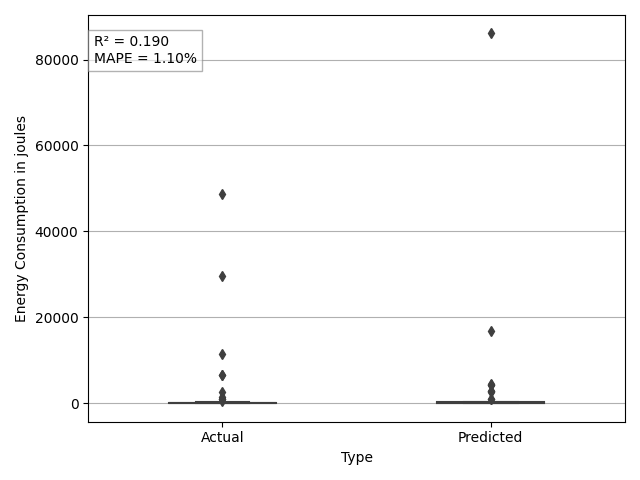 R² = 0.190
MAPE = 1.10%
80000
60000
40000
20000
0
Energy Consumption in joules
Actual
Predicted
Type